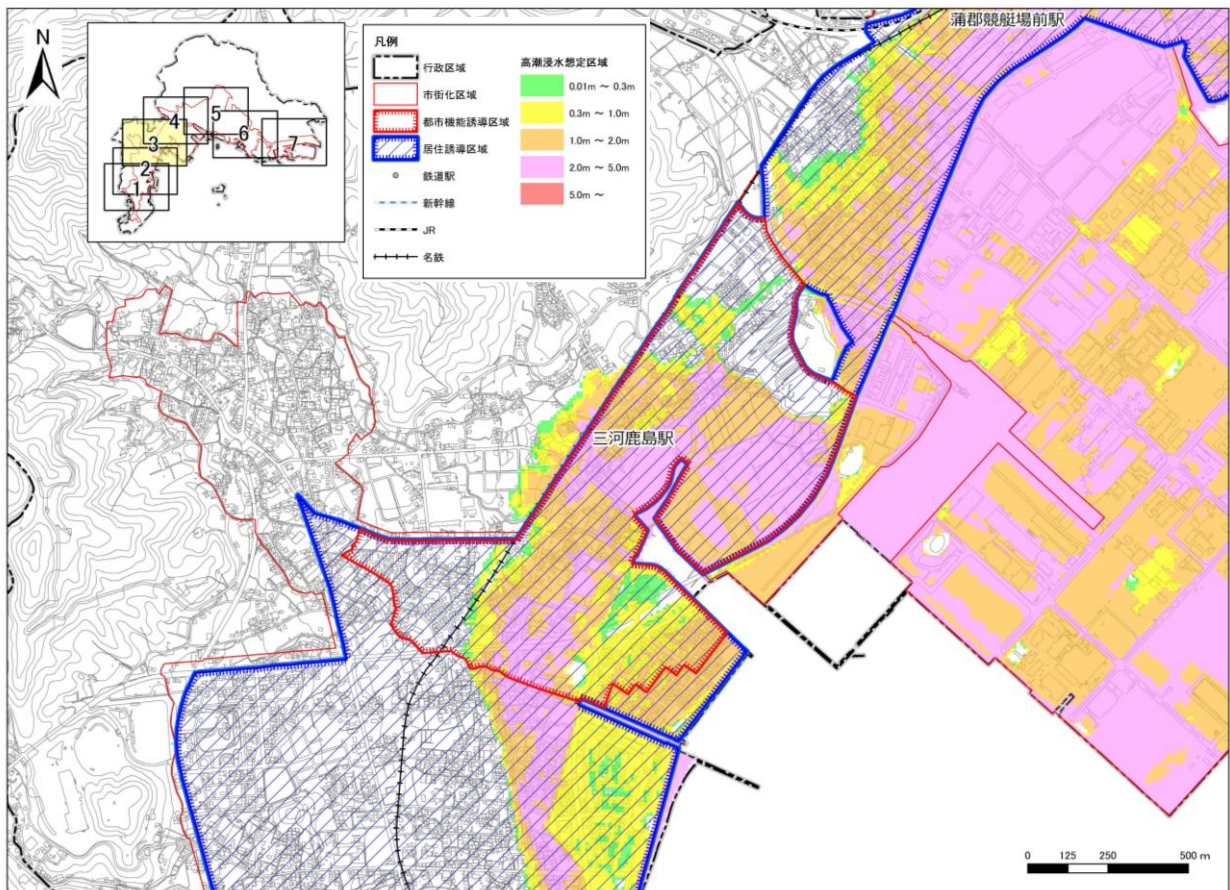 N
1
2
3
4
5
6
7
凡例
行政区域
市街化区域
都市機能誘導区域
居住誘導区域
鉄道駅
新幹線
JR
名鉄
高潮浸水想定区域
0.01m ~ 0.3m
0.3m ~ 1.0m
1.0m ~ 2.0m
2.0m ~ 5.0m
5.0m ~
蒲郡競艇場前駅
三河鹿島駅
0 125 250 500 m